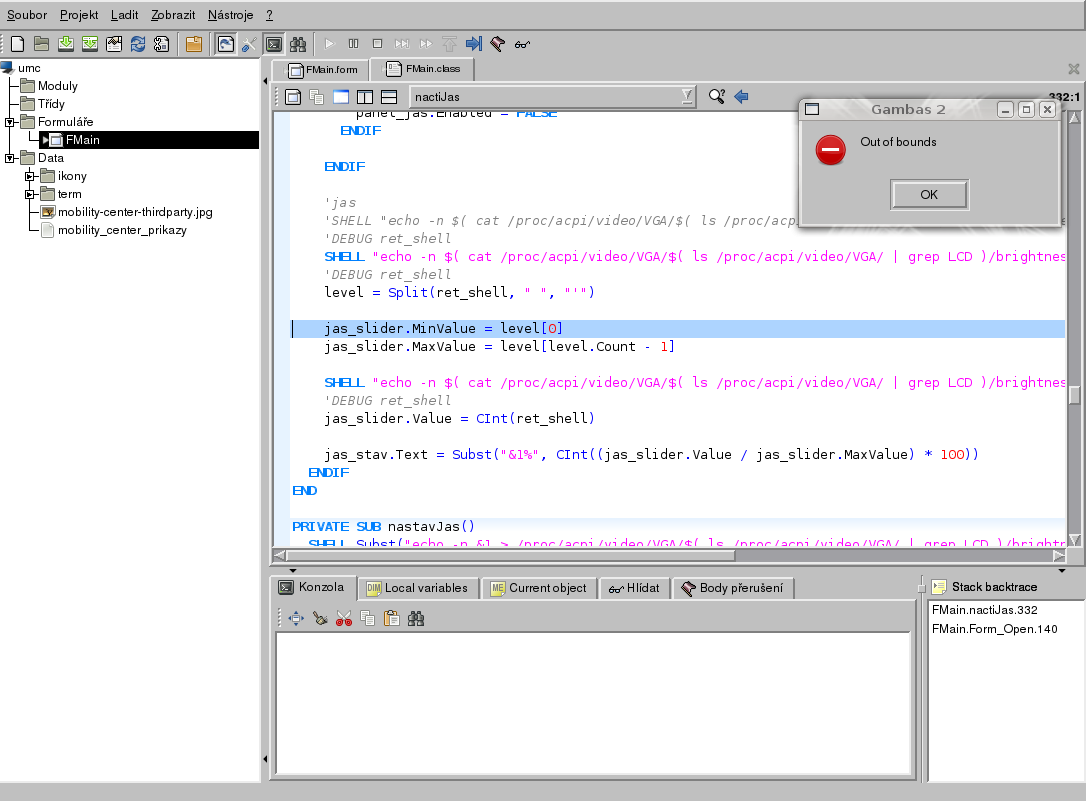 Soubor Projekt Ladit Zobrazit Nástroje ?
umc
Moduly
Třídy
Formuláře
FMain
Data
ikony
term
mobility-center-thirdparty.jpg
mobility_center_prikazy
FMain.form FMain.class
nactiJas 332:1
panel_jas.Enabled = FALSE
ENDIF
ENDIF
'jas
'SHELL "echo -n $( cat /proc/acpi/video/VGA/$( ls /proc/acpi
'DEBUG ret_shell
SHELL "echo -n $( cat /proc/acpi/video/VGA/$( ls /proc/acpi/video/VGA/ | grep LCD )/brightnes
'DEBUG ret_shell
level = Split(ret_shell, " ", "'")
jas_slider.MinValue = level[0]
jas_slider.MaxValue = level[level.Count - 1]
SHELL "echo -n $( cat /proc/acpi/video/VGA/$( ls /proc/acpi/video/VGA/ | grep LCD )/brightnes
'DEBUG ret_shell
jas_slider.Value = CInt(ret_shell)
jas_stav.Text = Subst("&1%", CInt((jas_slider.Value / jas_slider.MaxValue) * 100))
ENDIF
END
PRIVATE SUB nastavJas()
SHELL Subst("echo -n &1 > /proc/acpi/video/VGA/$( ls /proc/acpi/video/VGA/ | grep LCD )/brightn
Gambas 2
Out of bounds
OK
Konzola Local variables Current object Hlídat Body přerušení
Stack backtrace
FMain.nactiJas.332
FMain.Form_Open.140